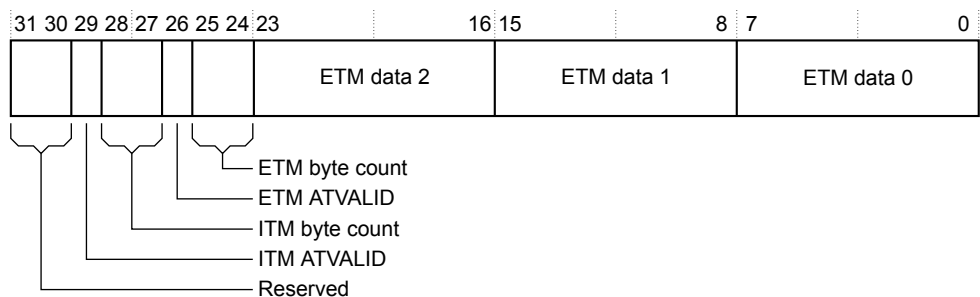 31 30 29 28 27 26 25 24 23 16 15 8 7 0
ETM data 2 ETM data 1 ETM data 0
ETM byte count
ETM ATVALID
ITM byte count
ITM ATVALID
Reserved